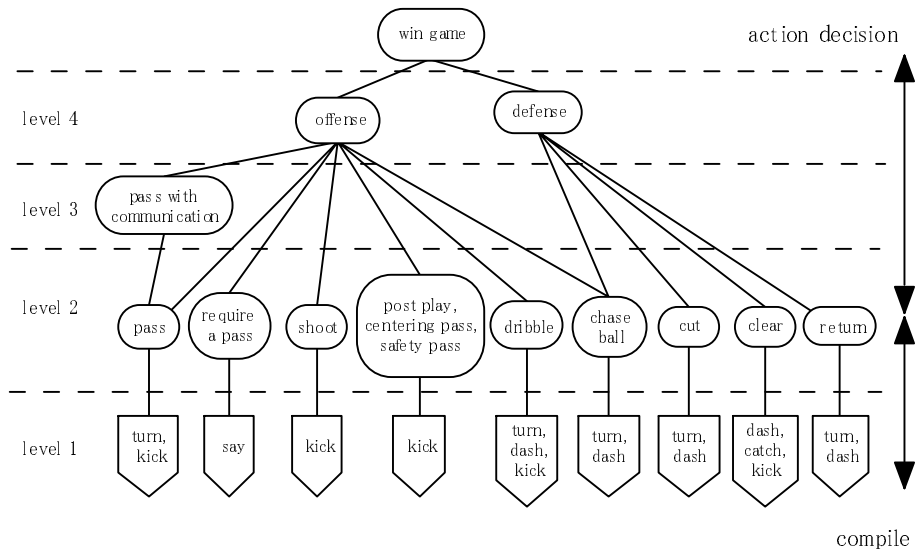 win game
action decision
level 4
offense
defense
level 3
pass with
communication
level 2
pass
require
a pass
shoot
post play,
centering pass,
safety pass
dribble
chase
ball
cut
clear
return
level 1
turn,
kick
say
kick
kick
turn,
dash,
kick
turn,
dash
turn,
dash
dash,
catch,
kick
turn,
dash
compile